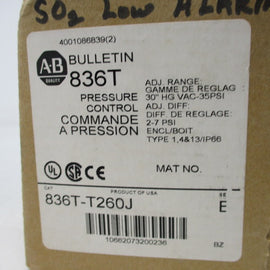 SO2 Low ALARM
4001086839(2)
A-B
QUALITY
BULLETIN
836T
PRESSURE
CONTROL
COMMANDE
A PRESSION
ADJ. RANGE:
GAMME DE REGLAG
30" HG VAC-35PSI
ADJ. DIFF:
DIFF. DE REGLAGE:
2-7 PSI
ENCL/BOIT
TYPE 1,4&13/IP66
MAT NO.
CAT
PRODUCT OF USA
SER
836T-T260J
E
10662073200236
BZ